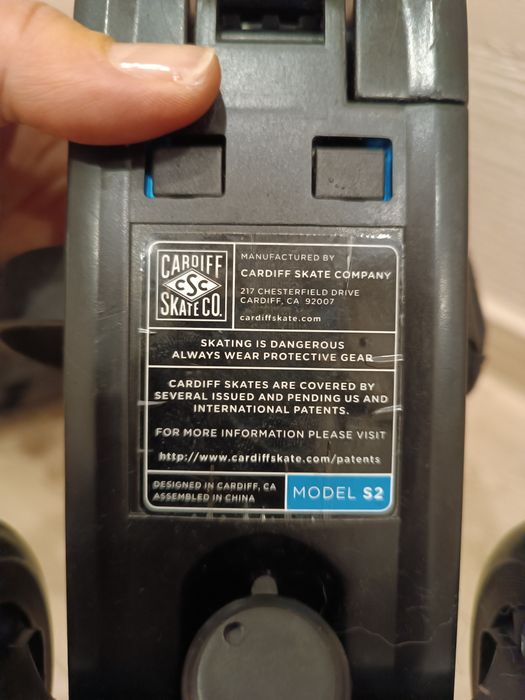 CARDIFF
CSC
SKATE CO.
MANUFACTURED BY
CARDIFF SKATE COMPANY
217 CHESTERFIELD DRIVE
CARDIFF, CA 92007
cardiffskate.com
SKATING IS DANGEROUS
ALWAYS WEAR PROTECTIVE GEAR
CARDIFF SKATES ARE COVERED BY
SEVERAL ISSUED AND PENDING US AND
INTERNATIONAL PATENTS.
FOR MORE INFORMATION PLEASE VISIT
http://www.cardiffskate.com/patents
DESIGNED IN CARDIFF, CA
ASSEMBLED IN CHINA
MODEL S2